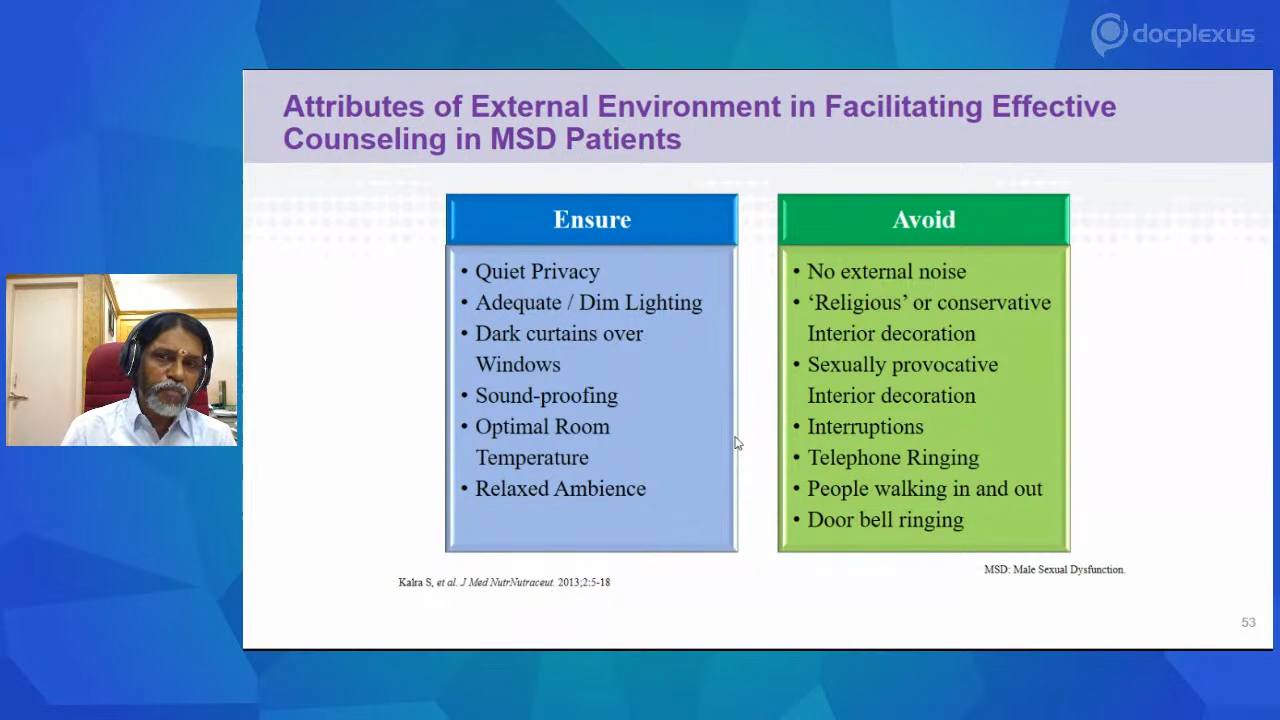 docplexus
Attributes of External Environment in Facilitating Effective
Counseling in MSD Patients
Ensure
• Quiet Privacy
• Adequate / Dim Lighting
• Dark curtains over
Windows
• Sound-proofing
• Optimal Room
Temperature
• Relaxed Ambience
Avoid
• No external noise
• ‘Religious’ or conservative
Interior decoration
• Sexually provocative
Interior decoration
• Interruptions
• Telephone Ringing
• People walking in and out
• Door bell ringing
MSD: Male Sexual Dysfunction.
Kalra S, et al. J Med NutrNutraceut. 2013;2:5-18
53